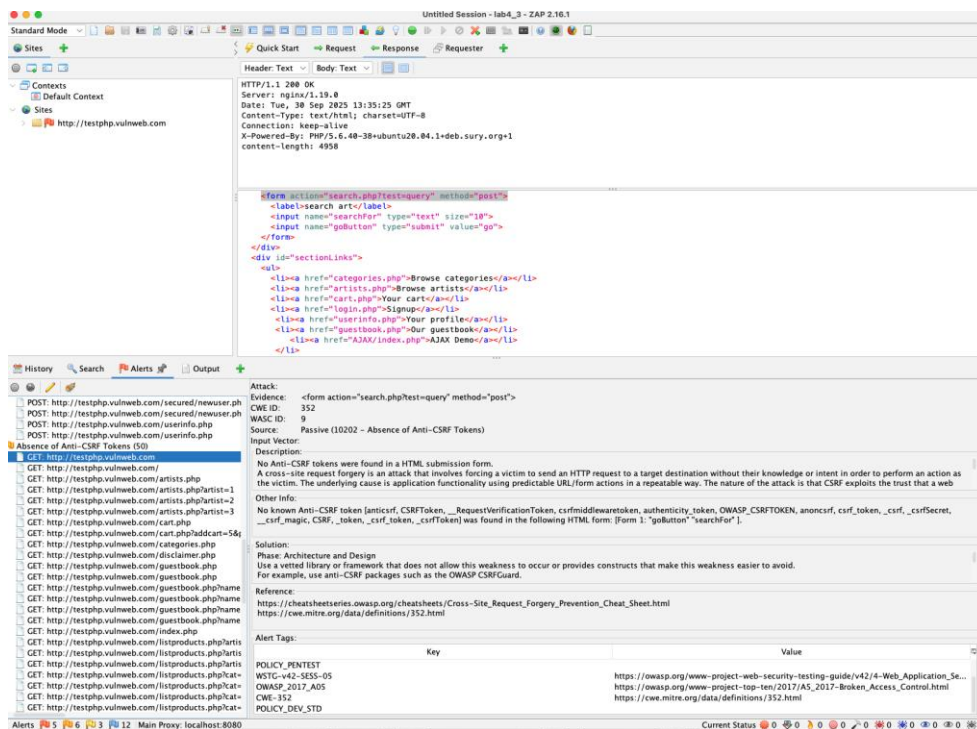 Untitled Session - lab4_3 - ZAP 2.16.1
Standard Mode
Sites
Quick Start Request Response Requester
Header: Text Body: Text
Contexts
Default Context
Sites
http://testphp.vulnweb.com
HTTP/1.1 200 OK
Server: nginx/1.19.0
Date: Tue, 30 Sep 2025 13:35:25 GMT
Content-Type: text/html; charset=UTF-8
Connection: keep-alive
X-Powered-By: PHP/5.6.40-38+ubuntu20.04.1+deb.sury.org+1
content-length: 4958
<form action="search.php?test=query" method="post">
<label>search art</label>
<input name="searchFor" type="text" size="10">
<input name="goButton" type="submit" value="go">
</form>
</div>
<div id="sectionLinks">
<ul>
<li><a href="categories.php">Browse categories</a></li>
<li><a href="artists.php">Browse artists</a></li>
<li><a href="cart.php">Your cart</a></li>
<li><a href="login.php">Signup</a></li>
<li><a href="userinfo.php">Your profile</a></li>
<li><a href="guestbook.php">Our guestbook</a></li>
<li><a href="AJAX/index.php">AJAX Demo</a></li>
</li>
History Search Alerts Output
POST: http://testphp.vulnweb.com/secured/newuser.ph
POST: http://testphp.vulnweb.com/secured/newuser.ph
POST: http://testphp.vulnweb.com/userinfo.php
POST: http://testphp.vulnweb.com/userinfo.php
Absence of Anti-CSRF Tokens (50)
GET: http://testphp.vulnweb.com
GET: http://testphp.vulnweb.com/
GET: http://testphp.vulnweb.com/artists.php
GET: http://testphp.vulnweb.com/artists.php?artist=1
GET: http://testphp.vulnweb.com/artists.php?artist=2
GET: http://testphp.vulnweb.com/artists.php?artist=3
GET: http://testphp.vulnweb.com/cart.php
GET: http://testphp.vulnweb.com/cart.php?addcart=5&
GET: http://testphp.vulnweb.com/categories.php
GET: http://testphp.vulnweb.com/disclaimer.php
GET: http://testphp.vulnweb.com/guestbook.php
GET: http://testphp.vulnweb.com/guestbook.php
GET: http://testphp.vulnweb.com/guestbook.php?name
GET: http://testphp.vulnweb.com/guestbook.php?name
GET: http://testphp.vulnweb.com/guestbook.php?name
GET: http://testphp.vulnweb.com/index.php
GET: http://testphp.vulnweb.com/listproducts.php?artis
GET: http://testphp.vulnweb.com/listproducts.php?artis
GET: http://testphp.vulnweb.com/listproducts.php?artis
GET: http://testphp.vulnweb.com/listproducts.php?cat=
GET: http://testphp.vulnweb.com/listproducts.php?cat=
GET: http://testphp.vulnweb.com/listproducts.php?cat=
GET: http://testphp.vulnweb.com/listproducts.php?cat=
Attack:
Evidence: <form action="search.php?test=query" method="post">
CWE ID: 352
WASC ID: 9
Source: Passive (10202 - Absence of Anti-CSRF Tokens)
Input Vector:
Description:
No Anti-CSRF tokens were found in a HTML submission form.
A cross-site request forgery is an attack that involves forcing a victim to send an HTTP request to a target destination without their knowledge or intent in order to perform an action as
the victim. The underlying cause is application functionality using predictable URL/form actions in a repeatable way. The nature of the attack is that CSRF exploits the trust that a web
Other Info:
No known Anti-CSRF token [anticsrf, CSRFToken, __RequestVerificationToken, csrfmiddlewaretoken, authenticity_token, OWASP_CSRFTOKEN, anoncsrf, csrf_token, _csrf, _csrfSecret,
__csrf_magic, CSRF, _token, _csrf_token, _csrfToken] was found in the following HTML form: [Form 1: "goButton" "searchFor" ].
Solution:
Phase: Architecture and Design
Use a vetted library or framework that does not allow this weakness to occur or provides constructs that make this weakness easier to avoid.
For example, use anti-CSRF packages such as the OWASP CSRFGuard.
Reference:
https://cheatsheetseries.owasp.org/cheatsheets/Cross-Site_Request_Forgery_Prevention_Cheat_Sheet.html
https://cwe.mitre.org/data/definitions/352.html
Alert Tags:
Key Value
POLICY_PENTEST
WSTG-v42-SESS-05 https://owasp.org/www-project-web-security-testing-guide/v42/4-Web_Application_Se...
OWASP_2017_A05 https://owasp.org/www-project-top-ten/2017/A5_2017-Broken_Access_Control.html
CWE-352 https://cwe.mitre.org/data/definitions/352.html
POLICY_DEV_STD
Alerts 5 6 3 12 Main Proxy: localhost:8080 Current Status 0 0 0 0 0 0 0 0 0